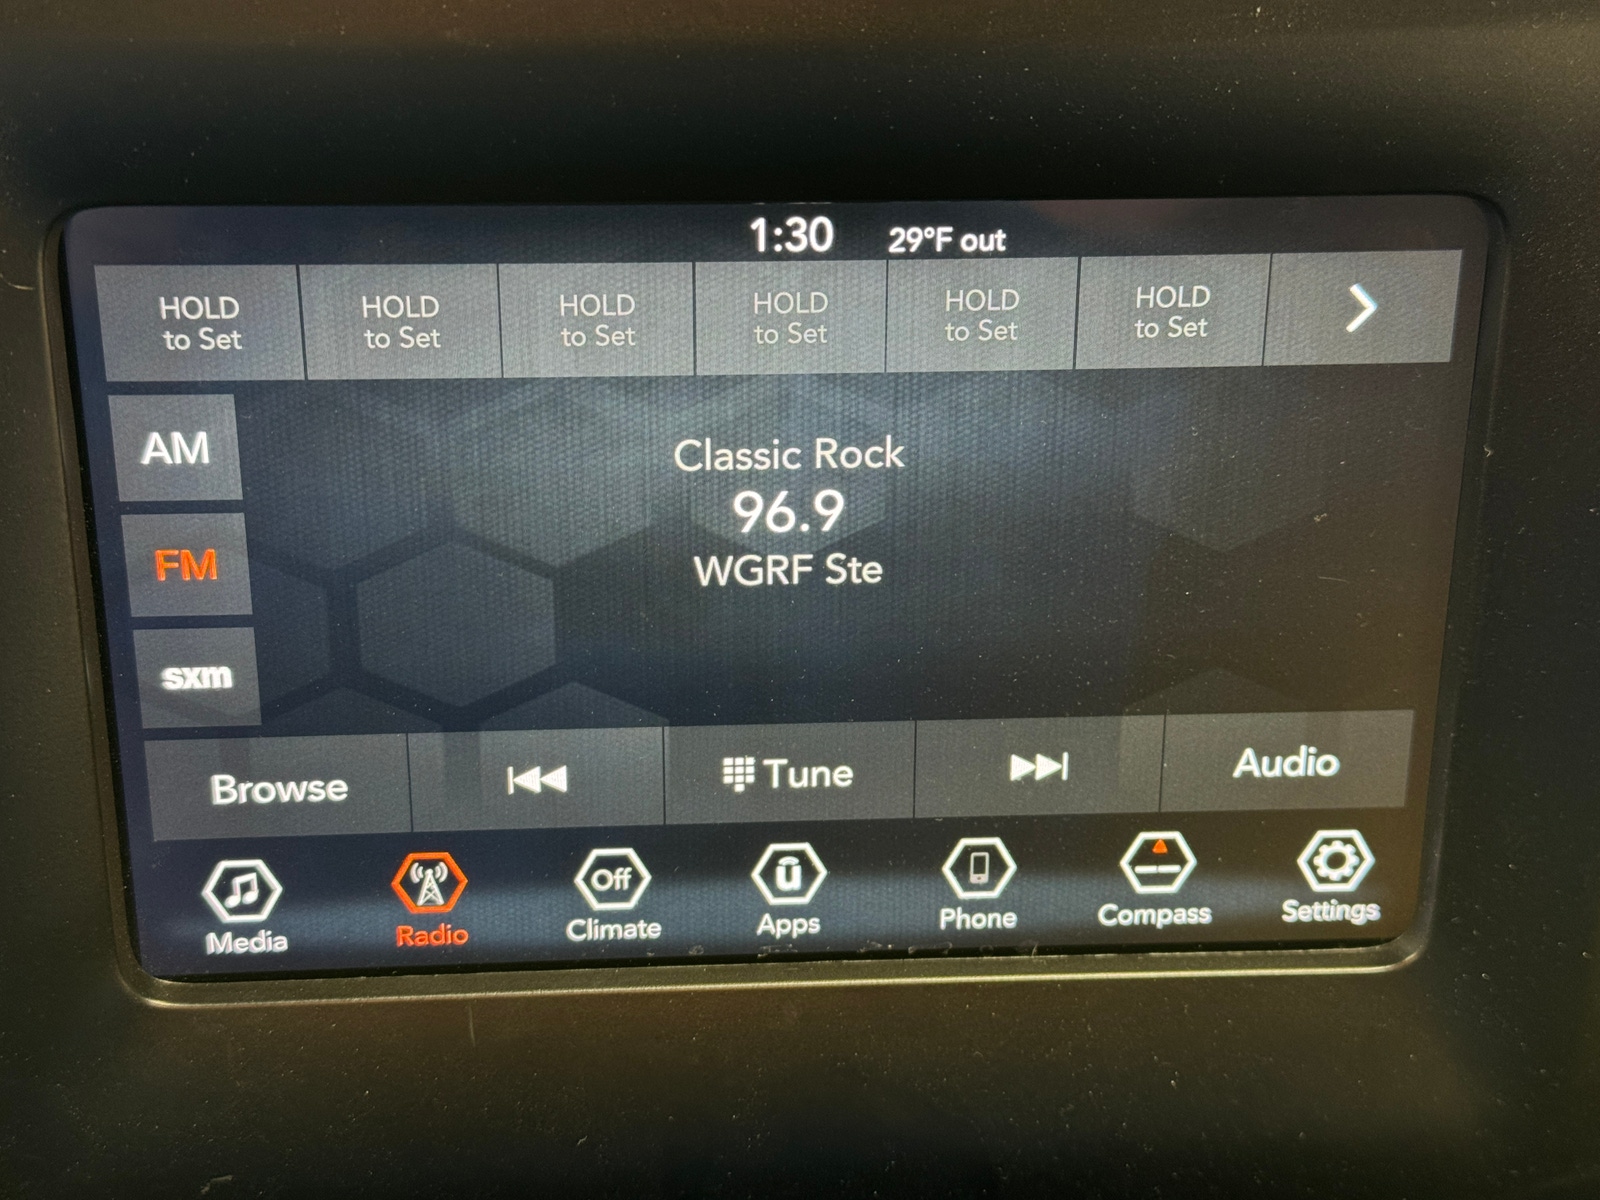 1:30 29°F out
HOLD HOLD HOLD HOLD HOLD HOLD
to Set to Set to Set to Set to Set to Set
AM
Classic Rock
96.9
FM
WGRF Ste
sxm
Browse Tune Audio
Off ū
Media Radio Climate Apps Phone Compass Settings